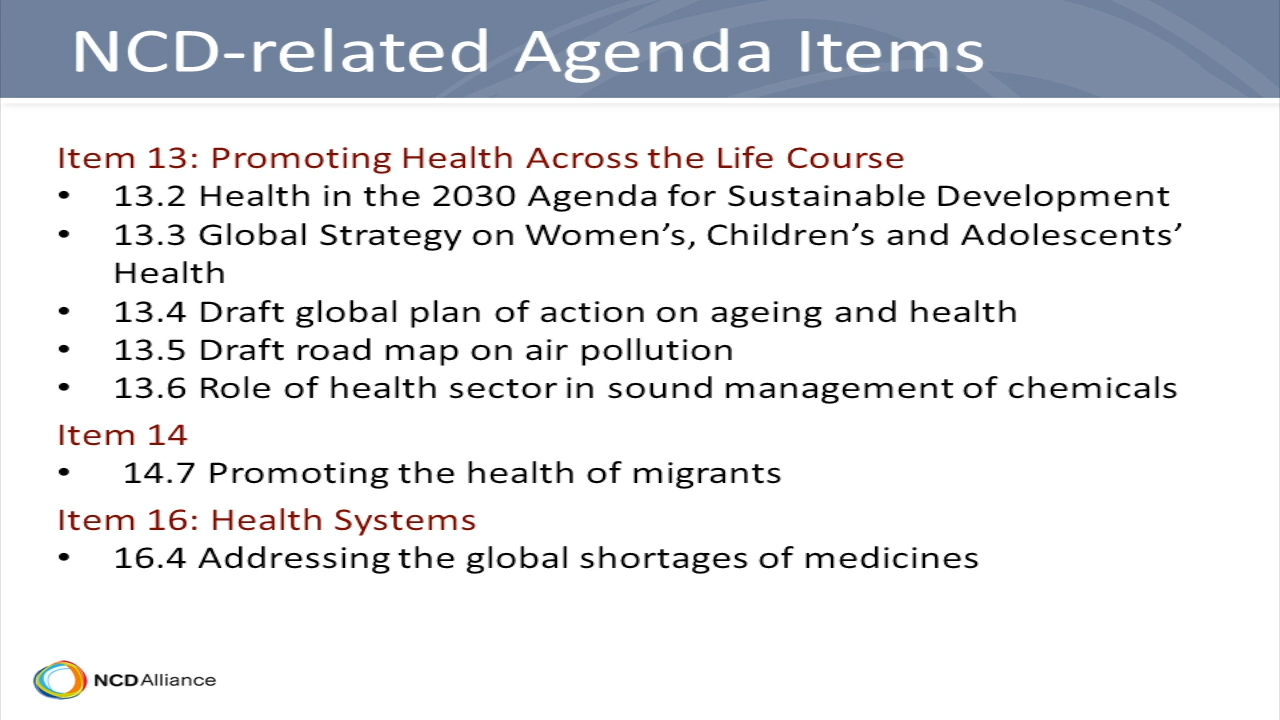 NCD-related Agenda Items
Item 13: Promoting Health Across the Life Course
• 13.2 Health in the 2030 Agenda for Sustainable Development
• 13.3 Global Strategy on Women’s, Children’s and Adolescents’
Health
• 13.4 Draft global plan of action on ageing and health
• 13.5 Draft road map on air pollution
• 13.6 Role of health sector in sound management of chemicals
Item 14
• 14.7 Promoting the health of migrants
Item 16: Health Systems
• 16.4 Addressing the global shortages of medicines
NCD Alliance